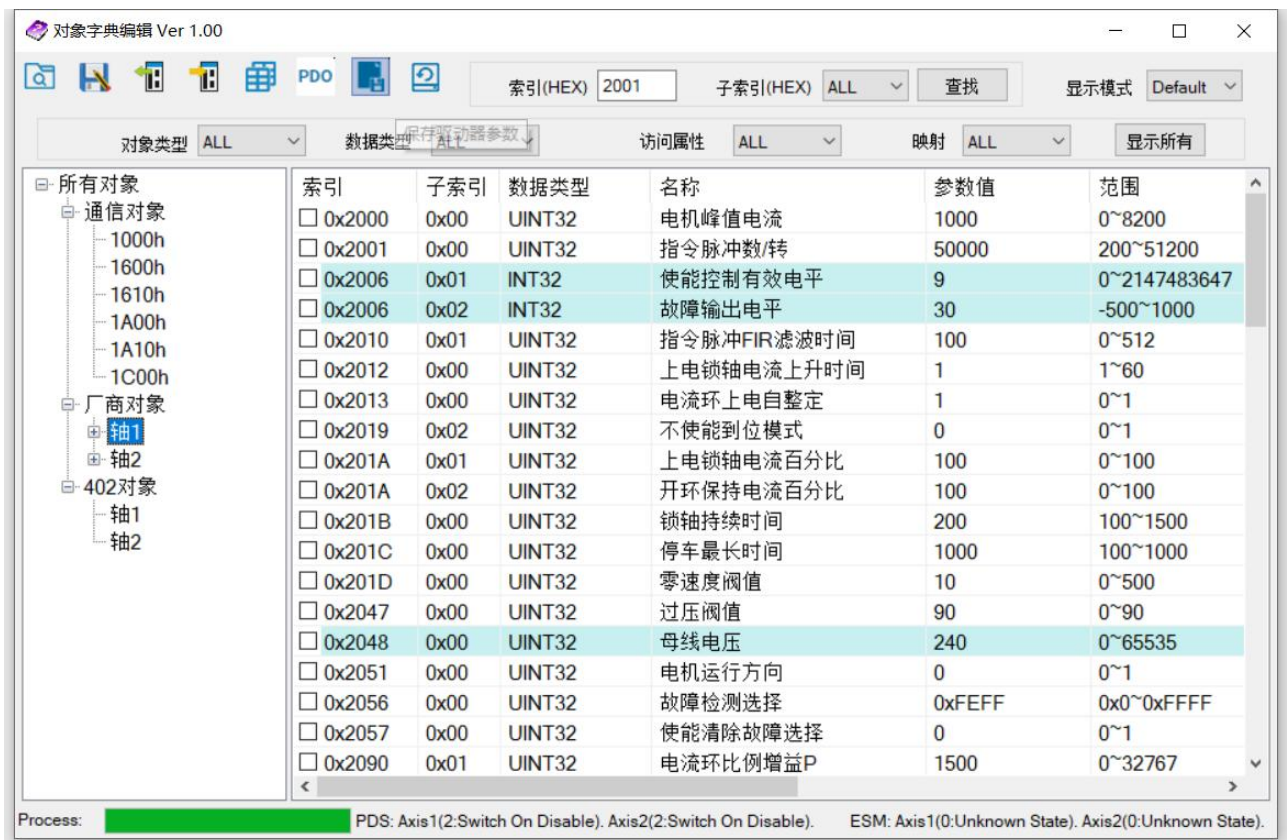 对象字典编辑 Ver 1.00
PDO 索引(HEX) 2001 子索引(HEX) ALL 查找 显示模式 Default
对象类型 ALL 数据类型 ALL 保存驱动器参数 访问属性 ALL 映射 ALL 显示所有
所有对象
通信对象
1000h
1600h
1610h
1A00h
1A10h
1C00h
厂商对象
轴1
轴2
402对象
轴1
轴2
索引 子索引 数据类型 名称 参数值 范围
0x2000 0x00 UINT32 电机峰值电流 1000 0~8200
0x2001 0x00 UINT32 指令脉冲数/转 50000 200~51200
0x2006 0x01 INT32 使能控制有效电平 9 0~2147483647
0x2006 0x02 INT32 故障输出电平 30 -500~1000
0x2010 0x01 UINT32 指令脉冲FIR滤波时间 100 0~512
0x2012 0x00 UINT32 上电锁轴电流上升时间 1 1~60
0x2013 0x00 UINT32 电流环上电自整定 1 0~1
0x2019 0x02 UINT32 不使能到位模式 0 0~1
0x201A 0x01 UINT32 上电锁轴电流百分比 100 0~100
0x201A 0x02 UINT32 开环保持电流百分比 100 0~100
0x201B 0x00 UINT32 锁轴持续时间 200 100~1500
0x201C 0x00 UINT32 停车最长时间 1000 100~1000
0x201D 0x00 UINT32 零速度阀值 10 0~500
0x2047 0x00 UINT32 过压阀值 90 0~90
0x2048 0x00 UINT32 母线电压 240 0~65535
0x2051 0x00 UINT32 电机运行方向 0 0~1
0x2056 0x00 UINT32 故障检测选择 0xFEFF 0x0~0xFFFF
0x2057 0x00 UINT32 使能清除故障选择 0 0~1
0x2090 0x01 UINT32 电流环比例增益P 1500 0~32767
Process: PDS: Axis1(2:Switch On Disable). Axis2(2:Switch On Disable). ESM: Axis1(0:Unknown State). Axis2(0:Unknown State).